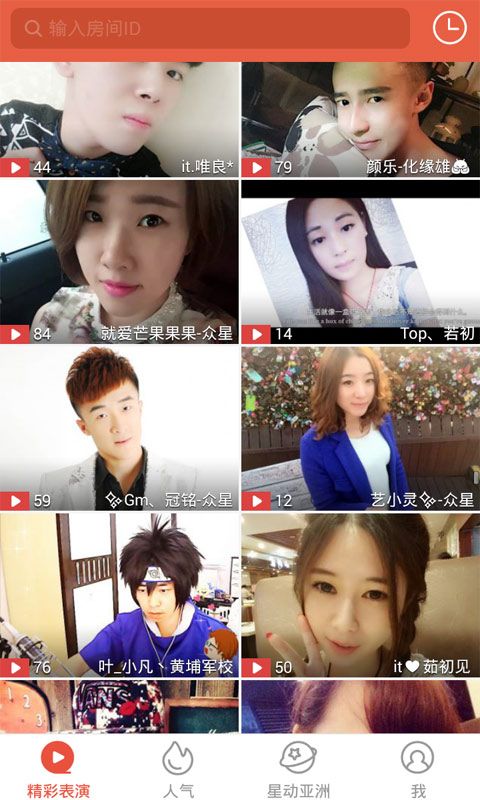 输入房间ID
44 it.唯良*
79 颜乐-化缘雄
84 就爱芒果果果-众星
14 Top、若初
59 Gm、冠铭-众星
12 艺小灵-众星
76 叶_小凡丶黄埔军校
50 it♥茹初见
VANS
精彩表演 人气 星动亚洲 我